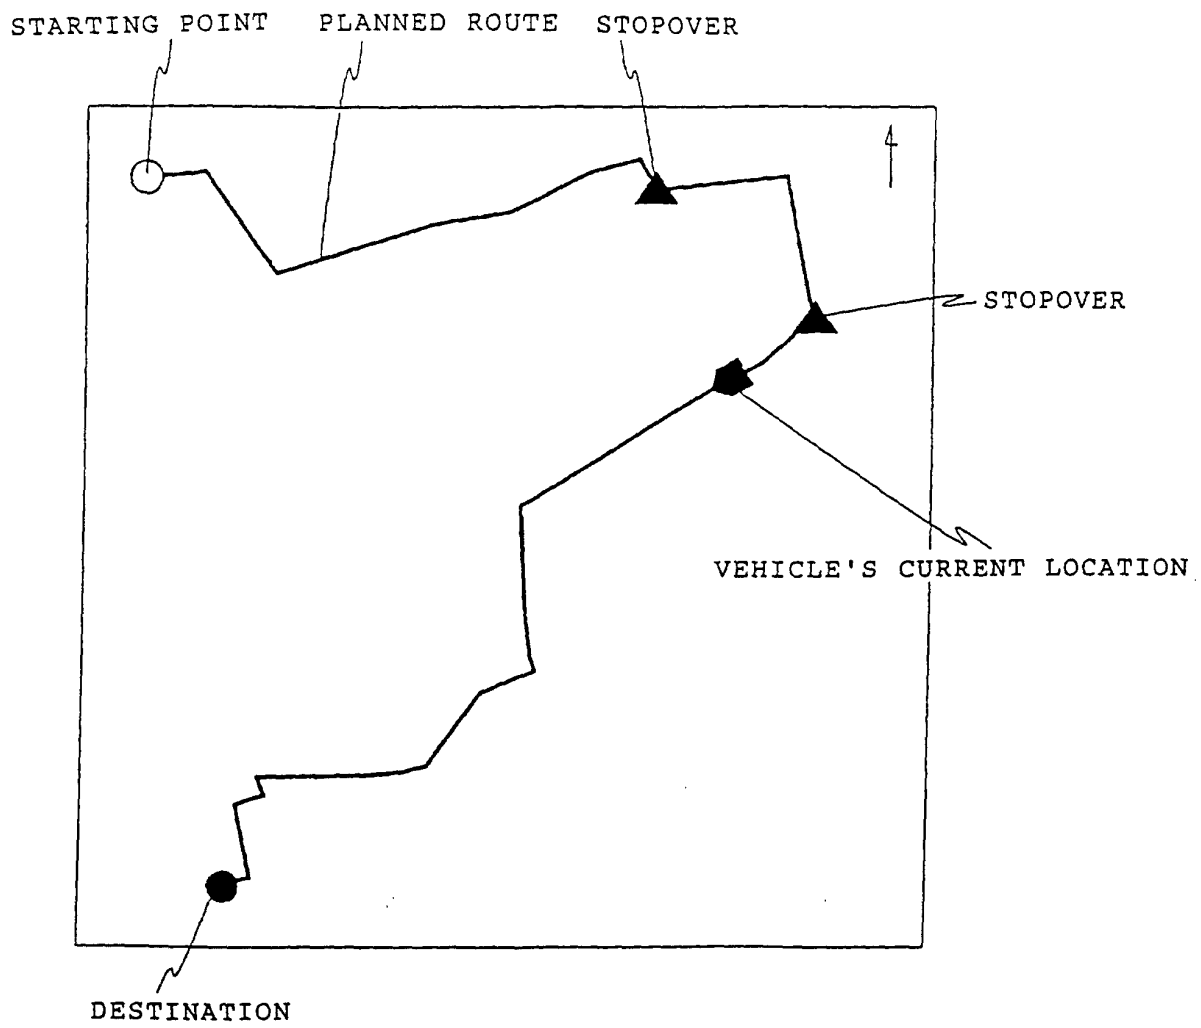 STARTING POINT PLANNED ROUTE STOPOVER
STOPOVER
VEHICLE'S CURRENT LOCATION
DESTINATION